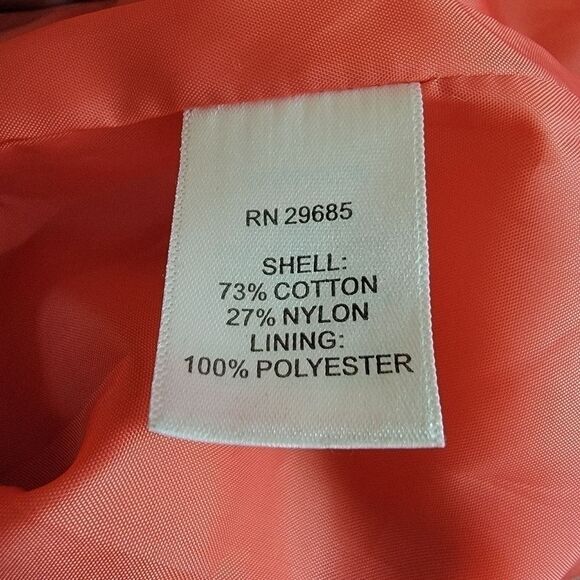 RN 29685
SHELL:
73% COTTON
27% NYLON
LINING:
100% POLYESTER